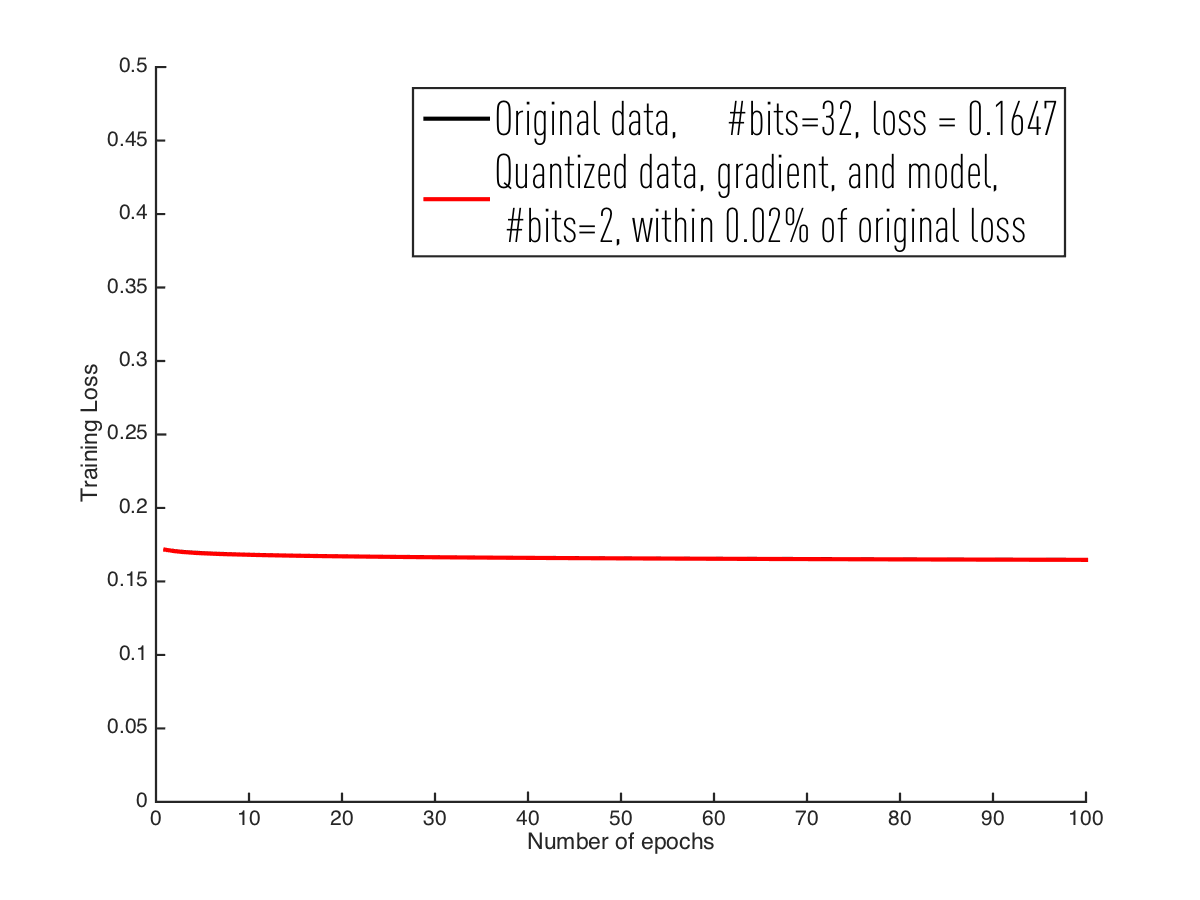 0.5
Original data, #bits=32, loss = 0.1647
0.45
Quantized data, gradient, and model,
0.4
#bits=2, within 0.02% of original loss
0.35
0.3
Training Loss
0.25
0.2
0.15
0.1
0.05
0
0 10 20 30 40 50 60 70 80 90 100
Number of epochs